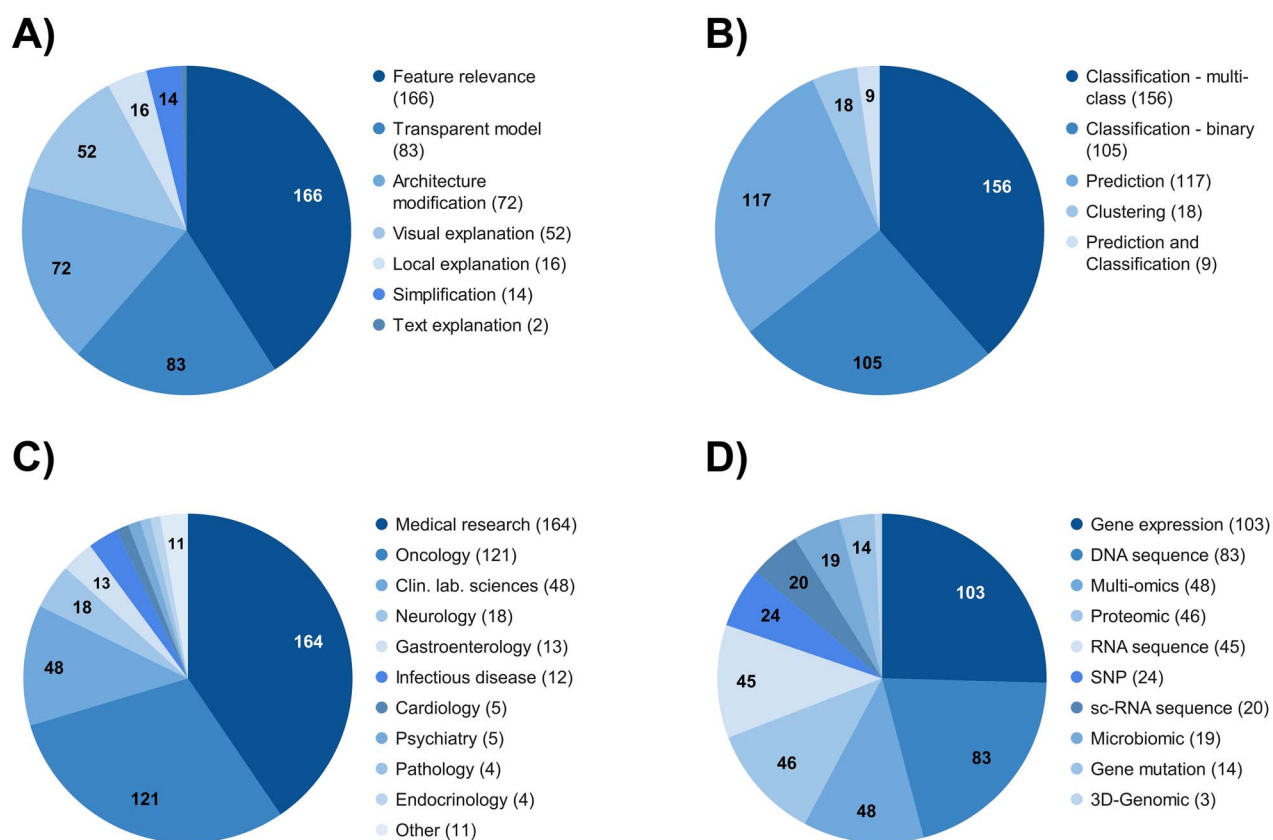 A)
166
83
72
52
16
14
Feature relevance
(166)
Transparent model
(83)
Architecture
modification (72)
Visual explanation (52)
Local explanation (16)
Simplification (14)
Text explanation (2)
B)
156
105
117
18
9
Classification - multi-
class (156)
Classification - binary
(105)
Prediction (117)
Clustering (18)
Prediction and
Classification (9)
C)
164
121
48
18
13
11
Medical research (164)
Oncology (121)
Clin. lab. sciences (48)
Neurology (18)
Gastroenterology (13)
Infectious disease (12)
Cardiology (5)
Psychiatry (5)
Pathology (4)
Endocrinology (4)
Other (11)
D)
103
83
48
46
45
24
20
19
14
Gene expression (103)
DNA sequence (83)
Multi-omics (48)
Proteomic (46)
RNA sequence (45)
SNP (24)
sc-RNA sequence (20)
Microbiomic (19)
Gene mutation (14)
3D-Genomic (3)